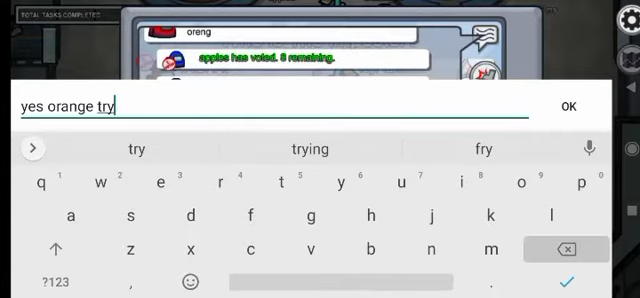 TOTAL TASKS COMPLETED
oreng
apples has voted. 8 remaining.
yes orange try
OK
try trying fry
q 1 w 2 e 3 r 4 t 5 y 6 u 7 i 8 o 9 p 0
a s d f g h j k l
z x c v b n m
?123 , .